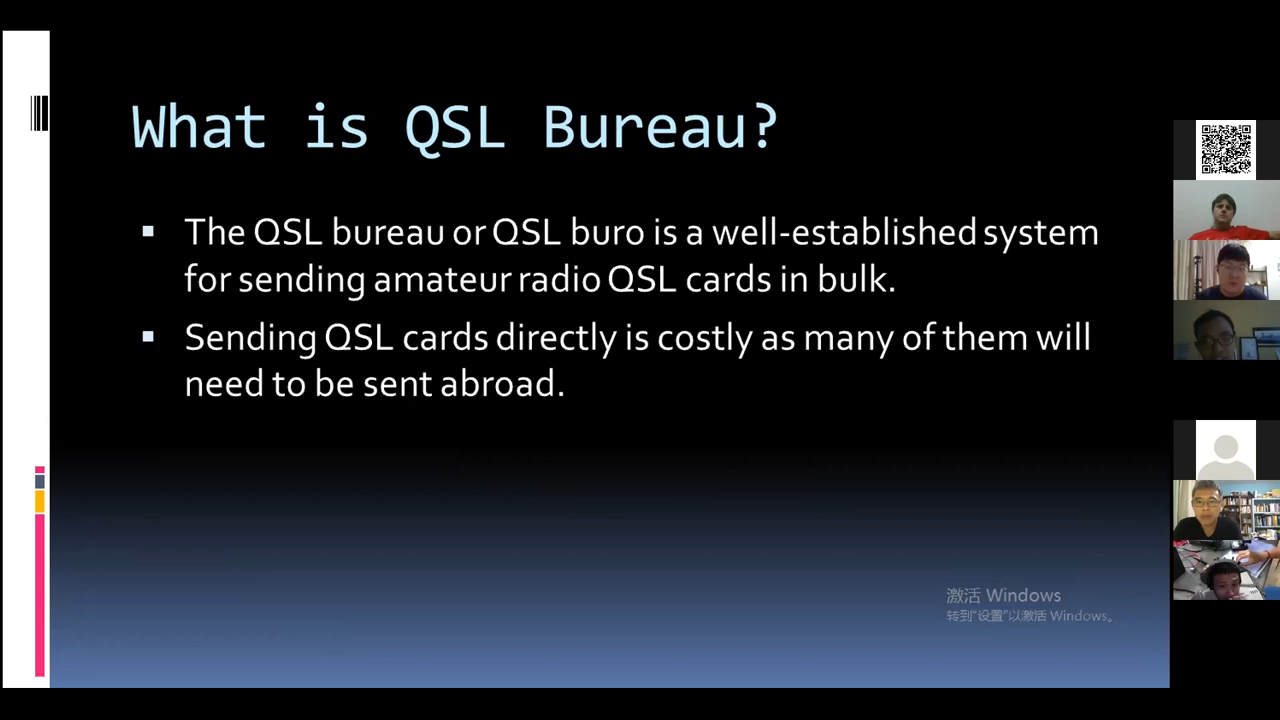 What is QSL Bureau?
The QSL bureau or QSL buro is a well-established system
for sending amateur radio QSL cards in bulk.
Sending QSL cards directly is costly as many of them will
need to be sent abroad.
激活 Windows
转到“设置”以激活 Windows。